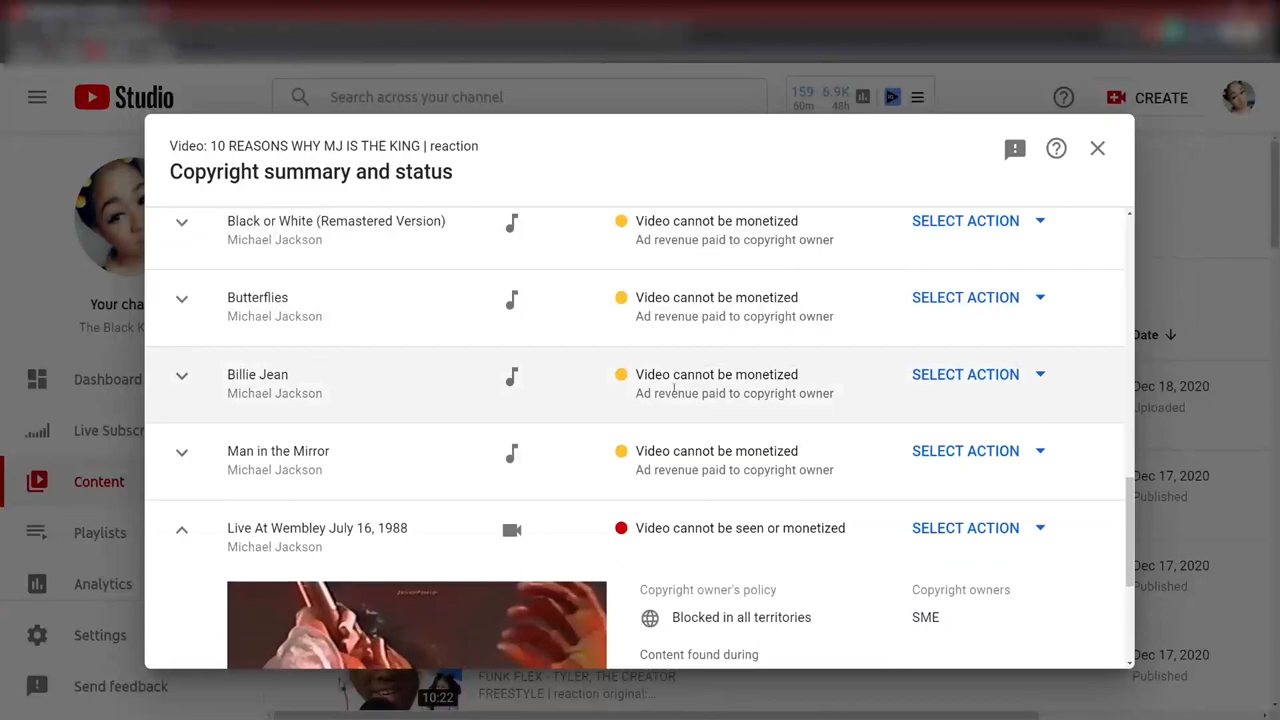 Studio
Search across your channel
159 6.9K
60m 48h
CREATE
Video: 10 REASONS WHY MJ IS THE KING | reaction
Copyright summary and status
Black or White (Remastered Version)
Michael Jackson
Video cannot be monetized
Ad revenue paid to copyright owner
SELECT ACTION
Butterflies
Michael Jackson
Video cannot be monetized
Ad revenue paid to copyright owner
SELECT ACTION
Billie Jean
Michael Jackson
Video cannot be monetized
Ad revenue paid to copyright owner
SELECT ACTION
Man in the Mirror
Michael Jackson
Video cannot be monetized
Ad revenue paid to copyright owner
SELECT ACTION
Live At Wembley July 16, 1988
Michael Jackson
Video cannot be seen or monetized
SELECT ACTION
Copyright owner's policy
Blocked in all territories
Copyright owners
SME
Content found during
Your cha
The Black K
Dashboard
Live Subscr
Content
Playlists
Analytics
Settings
Send feedback
Date
Dec 18, 2020
Uploaded
Dec 17, 2020
Published
Dec 17, 2020
Published
Dec 17, 2020
Published
10:22
FUNK FLEX - TYLER, THE CREATOR
FREESTYLE | reaction original:...